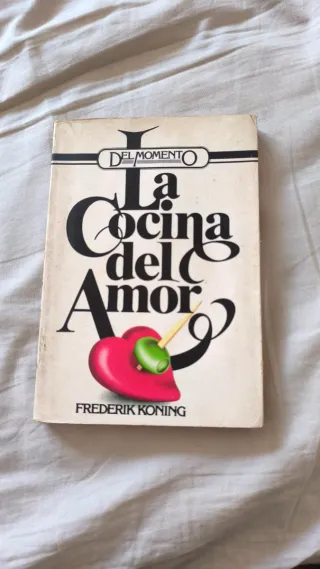 DEL MOMENTO
La
Cocina
del
Amor
FREDERIK KONING